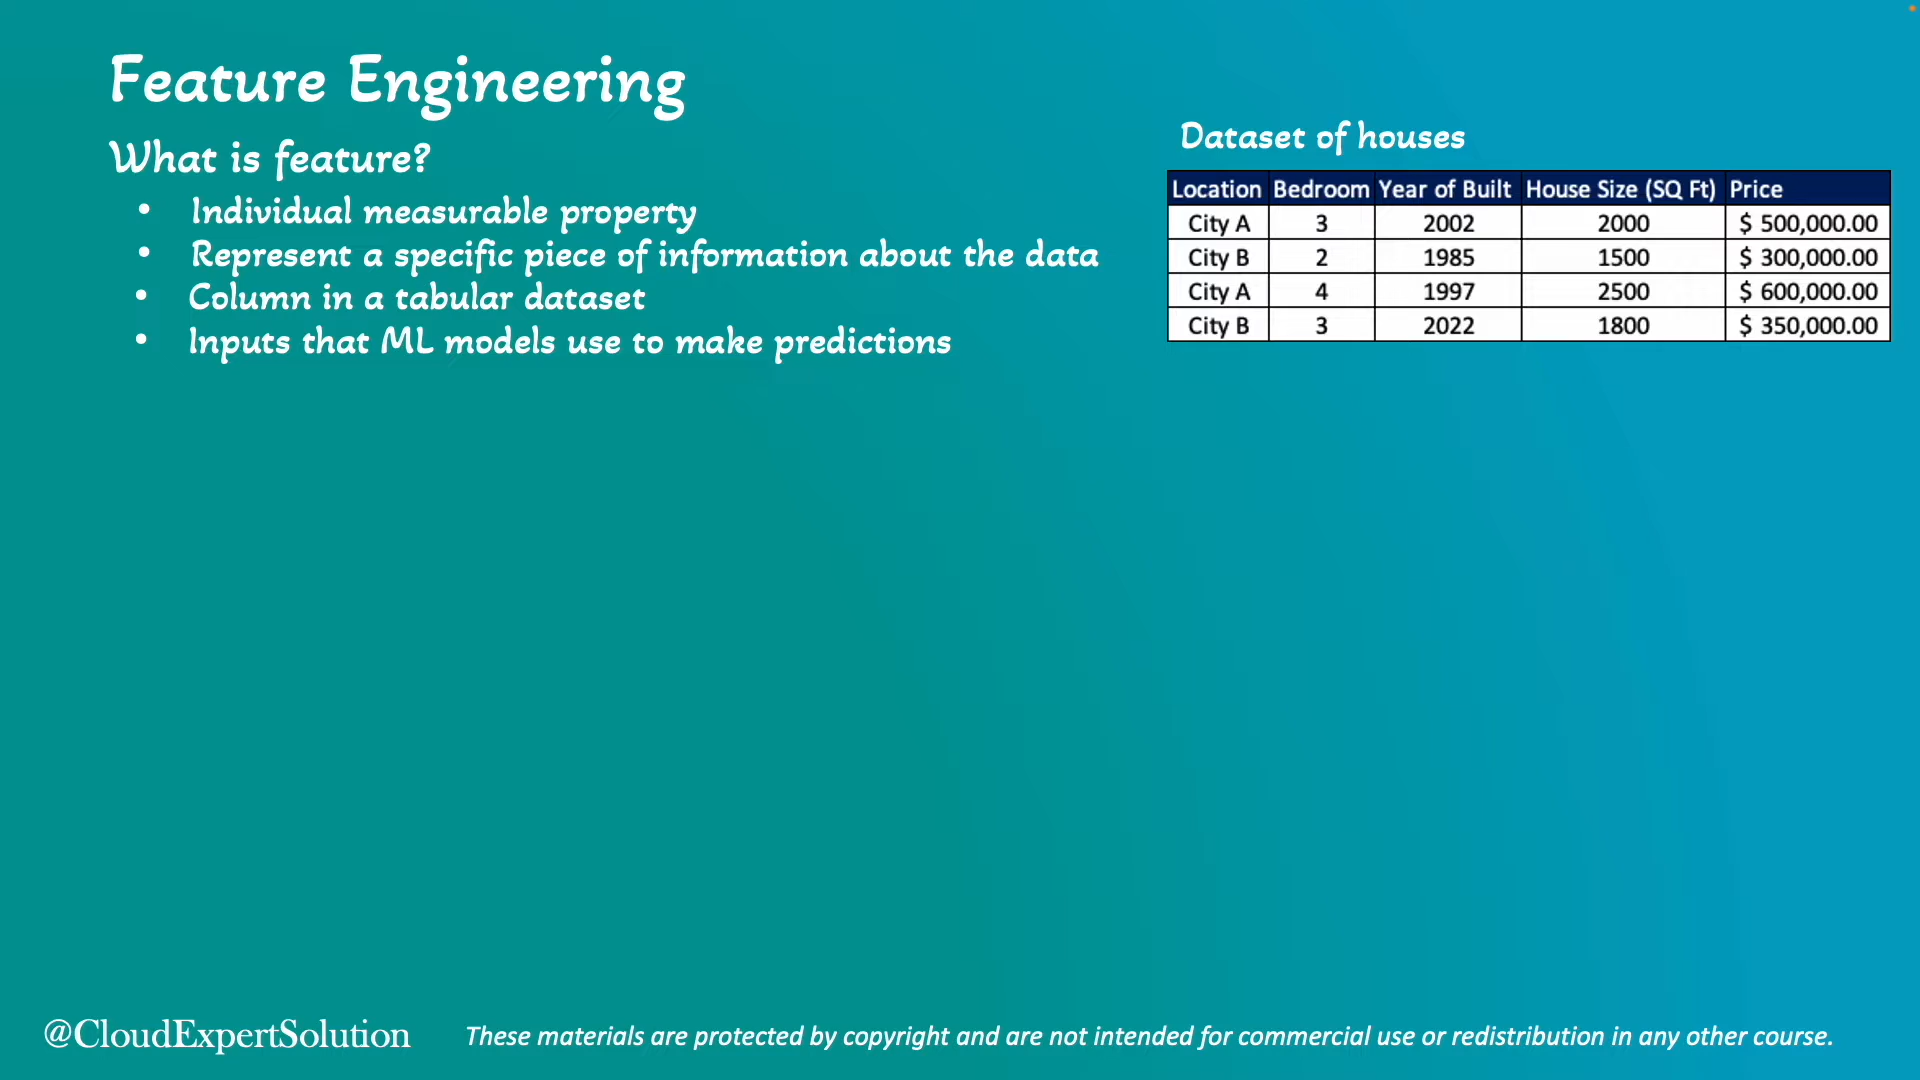 Feature Engineering
What is feature?
• Individual measurable property
• Represent a specific piece of information about the data
• Column in a tabular dataset
• Inputs that ML models use to make predictions
Dataset of houses
Location Bedroom Year of Built House Size (SQ Ft) Price
City A 3 2002 2000 $ 500,000.00
City B 2 1985 1500 $ 300,000.00
City A 4 1997 2500 $ 600,000.00
City B 3 2022 1800 $ 350,000.00
@CloudExpertSolution
These materials are protected by copyright and are not intended for commercial use or redistribution in any other course.